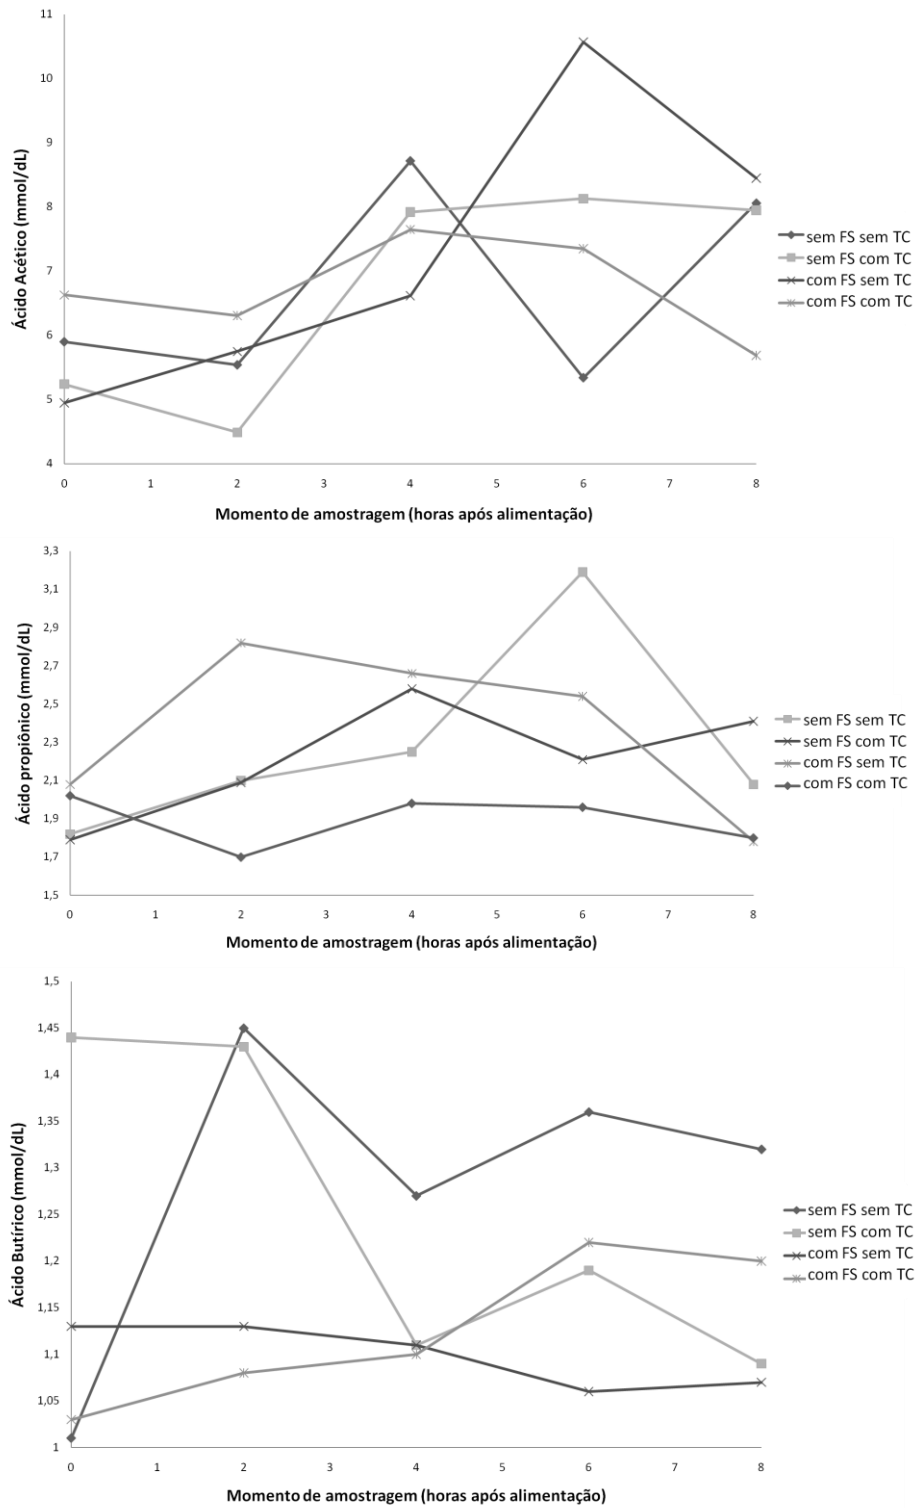 11
10
9
8
7
6
5
4
Ácido Acético (mmol/dL)
0 1 2 3 4 5 6 7 8
Momento de amostragem (horas após alimentação)
sem FS sem TC
sem FS com TC
com FS sem TC
com FS com TC
3,3
3,1
2,9
2,7
2,5
2,3
2,1
1,9
1,7
1,5
Ácido propiônico (mmol/dL)
0 1 2 3 4 5 6 7 8
Momento de amostragem (horas após alimentação)
sem FS sem TC
sem FS com TC
com FS sem TC
com FS com TC
1,5
1,45
1,4
1,35
1,3
1,25
1,2
1,15
1,1
1,05
1
Ácido Butírico (mmol/dL)
0 1 2 3 4 5 6 7 8
Momento de amostragem (horas após alimentação)
sem FS sem TC
sem FS com TC
com FS sem TC
com FS com TC